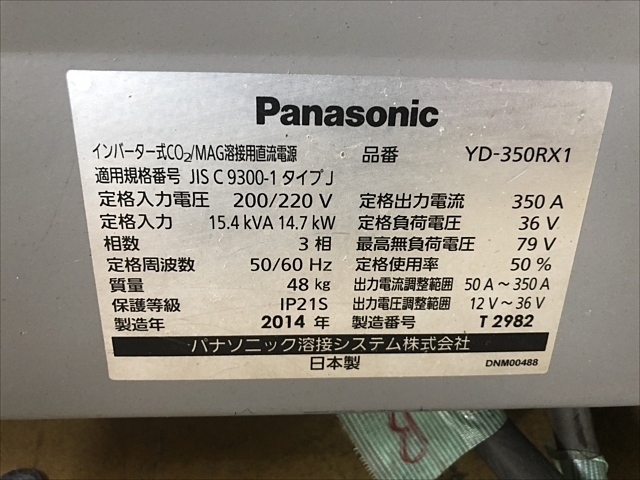 Panasonic
インバーター式CO₂/MAG溶接用直流電源 品番 YD-350RX1
適用規格番号 JIS C 9300-1 タイプJ
定格入力電圧 200/220 V 定格出力電流 350 A
定格入力 15.4 kVA 14.7 kW 定格負荷電圧 36 V
相数 3 相 最高無負荷電圧 79 V
定格周波数 50/60 Hz 定格使用率 50 %
質量 48 kg 出力電流調整範囲 50 A～350 A
保護等級 IP21S 出力電圧調整範囲 12 V～36 V
製造年 2014 年 製造番号 T 2982
パナソニック溶接システム株式会社
日本製 DNM00488